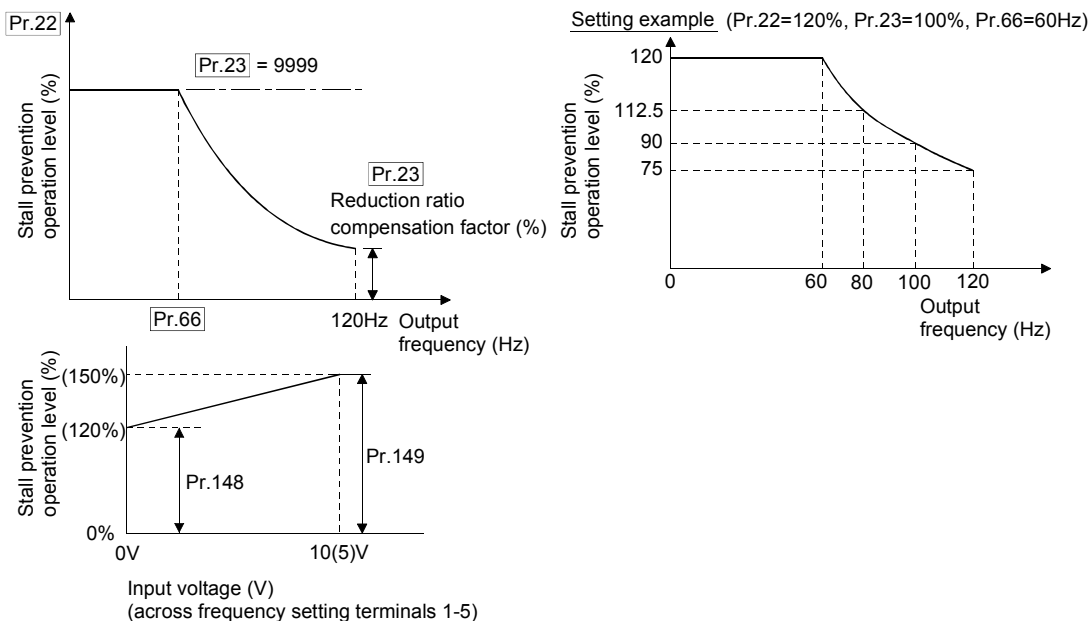 Pr.22
Stall prevention
operation level (%)
Pr.23 = 9999
Pr.23
Reduction ratio
compensation factor (%)
Pr.66
120Hz
Output
frequency (Hz)
Setting example (Pr.22=120%, Pr.23=100%, Pr.66=60Hz)
Stall prevention
operation level (%)
120
112.5
90
75
0
60
80
100
120
Output
frequency (Hz)
Stall prevention
operation level (%)
(150%)
(120%)
0%
Pr.148
Pr.149
0V
10(5)V
Input voltage (V)
(across frequency setting terminals 1-5)